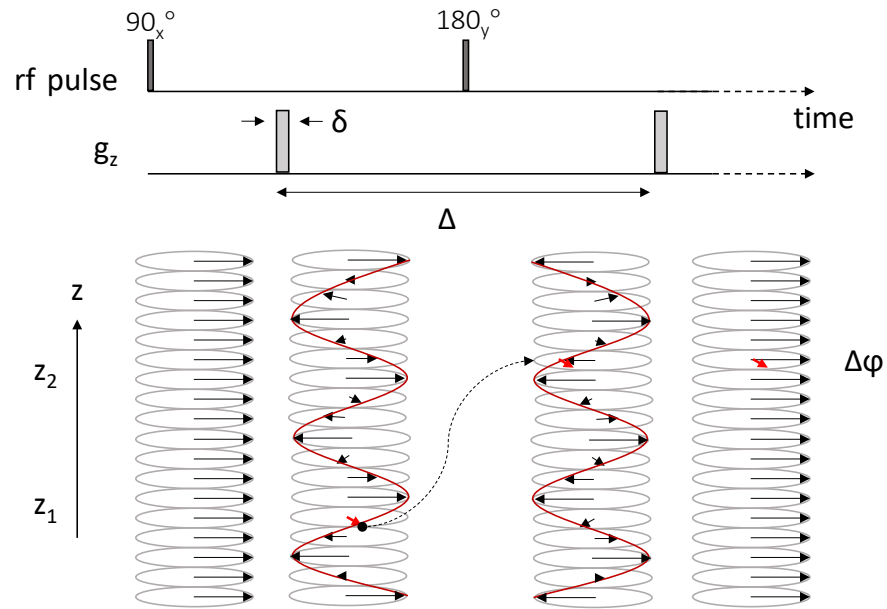 90x° 180y°
rf pulse
δ
time
gz
Δ
z
z2
Δφ
z1